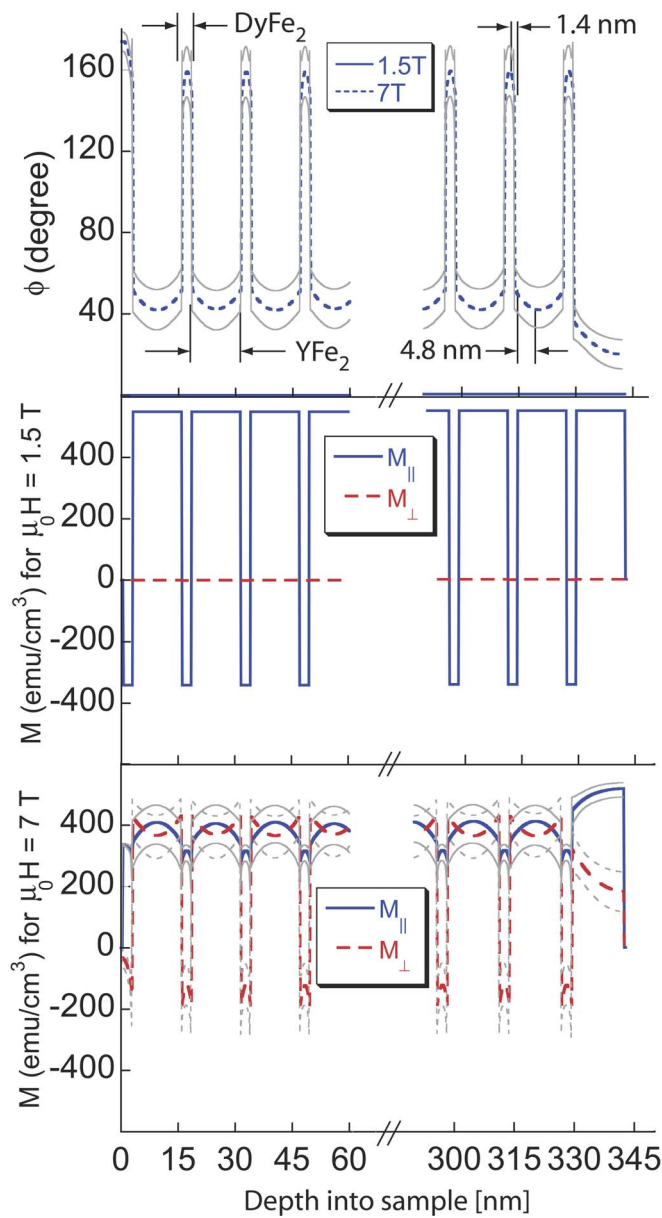 DyFe₂
1.4 nm
1.5T
7T
160
120
80
40
ϕ (degree)
YFe₂
4.8 nm
M (emu/cm³) for μ₀H = 1.5 T
400
200
0
-200
-400
M||
M⊥
M (emu/cm³) for μ₀H = 7 T
400
200
0
-200
-400
M||
M⊥
0 15 30 45 60 300 315 330 345
Depth into sample [nm]